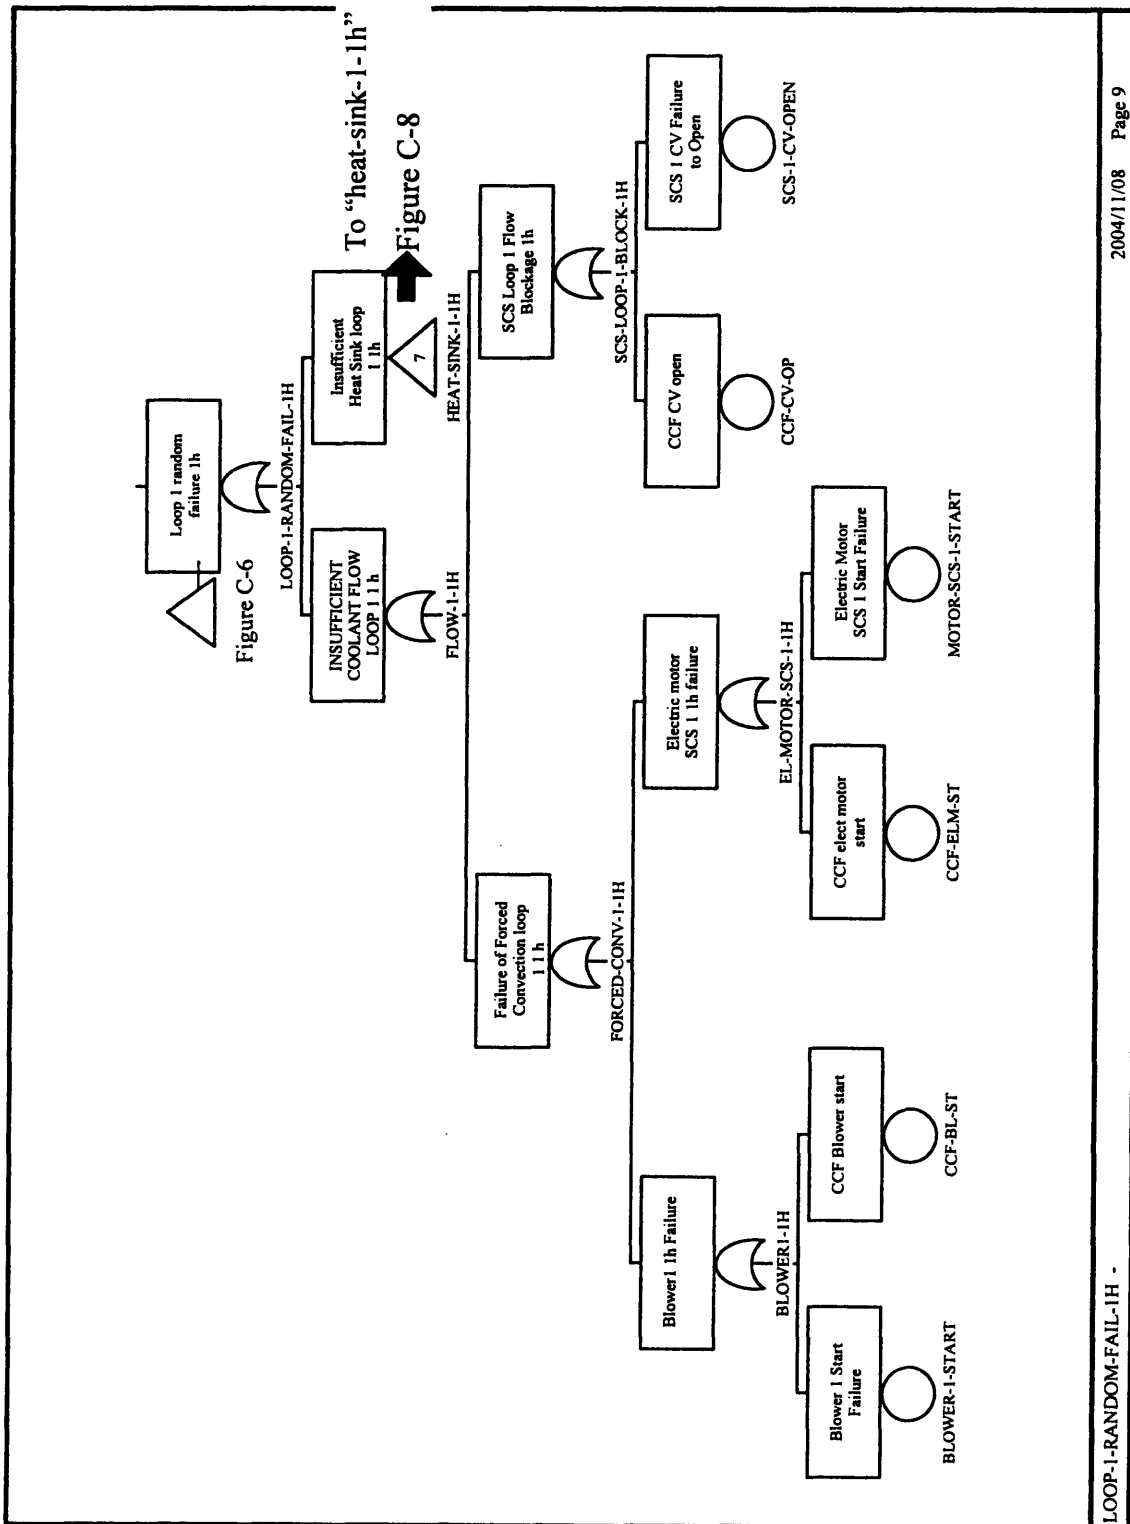 Loop 1 random
failure 1h
Figure C-6
LOOP-1-RANDOM-FAIL-1H
INSUFFICIENT
COOLANT FLOW
LOOP 1 1h
FLOW-1-1H
Insufficient
Heat Sink loop
1 1h
7
HEAT-SINK-1-1H
To “heat-sink-1-1h”
Figure C-8
Failure of Forced
Convection loop
1 1 h
FORCED-CONV-1-1H
SCS Loop 1 Flow
Blockage 1h
SCS-LOOP-1-BLOCK-1H
Blower1 1h Failure
BLOWER1-1H
Electric motor
SCS 1 1h failure
EL-MOTOR-SCS-1-1H
CCF CV open
CCF-CV-OP
SCS 1 CV Failure
to Open
SCS-1-CV-OPEN
Blower 1 Start
Failure
BLOWER-1-START
CCF Blower start
CCF-BL-ST
CCF elect motor
start
CCF-ELM-ST
Electric Motor
SCS 1 Start Failure
MOTOR-SCS-1-START
LOOP-1-RANDOM-FAIL-1H -
2004/11/08 Page 9